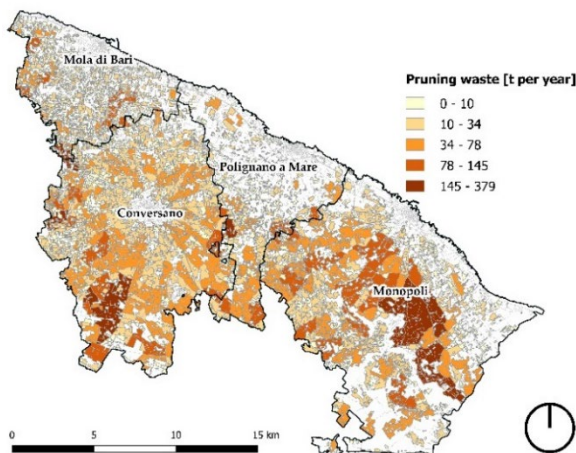 Mola di Bari
Pruning waste [t per year]
0 - 10
10 - 34
34 - 78
78 - 145
145 - 379
Polignano a Mare
Conversano
Monopoli
0 5 10 15 km